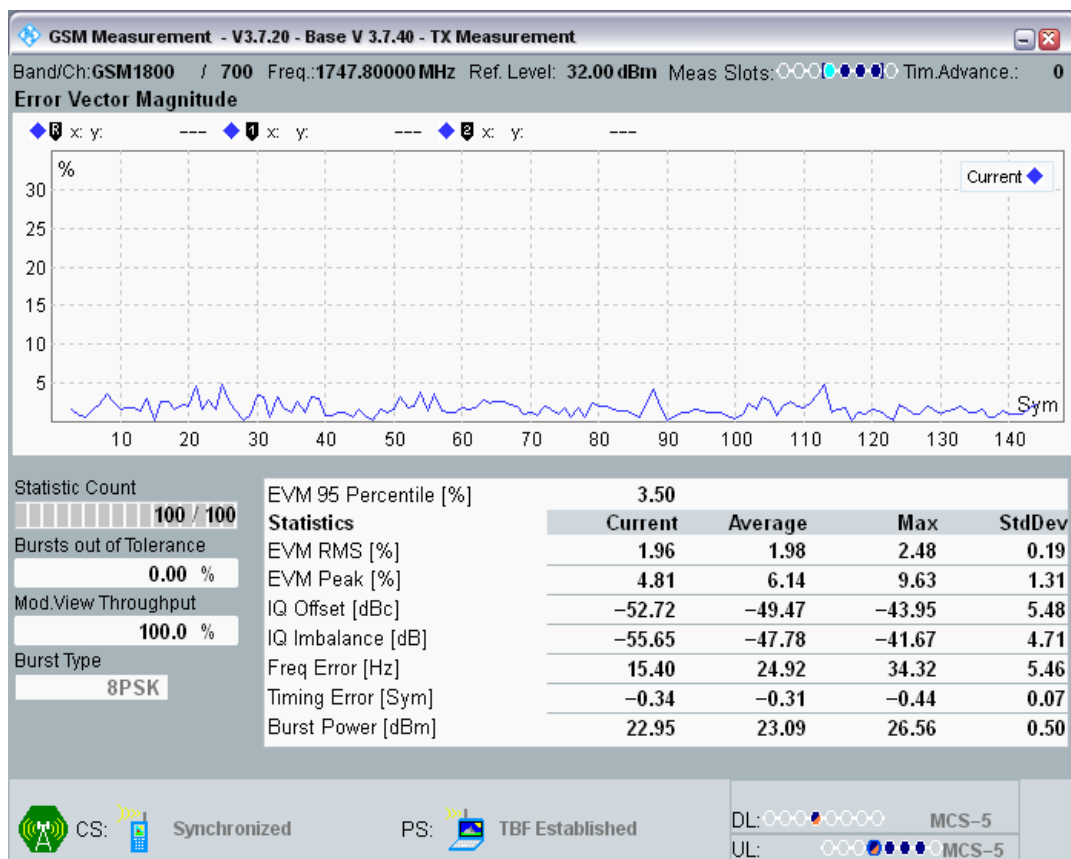 GSM Measurement - V3.7.20 - Base V 3.7.40 - TX Measurement
Band/Ch:GSM1800 / 700 Freq.:1747.80000 MHz Ref. Level: 32.00 dBm Meas Slots: Tim.Advance.: 0
Error Vector Magnitude
R x: y: --- 1 x: y: --- 2 x: y: ---
%
Current
30
25
20
15
10
5
Sym
10 20 30 40 50 60 70 80 90 100 110 120 130 140
Statistic Count
100 / 100
Bursts out of Tolerance
0.00 %
Mod.View Throughput
100.0 %
Burst Type
8PSK
EVM 95 Percentile [%] 3.50
Statistics Current Average Max StdDev
EVM RMS [%] 1.96 1.98 2.48 0.19
EVM Peak [%] 4.81 6.14 9.63 1.31
IQ Offset [dBc] −52.72 −49.47 −43.95 5.48
IQ Imbalance [dB] −55.65 −47.78 −41.67 4.71
Freq Error [Hz] 15.40 24.92 34.32 5.46
Timing Error [Sym] −0.34 −0.31 −0.44 0.07
Burst Power [dBm] 22.95 23.09 26.56 0.50
CS: Synchronized PS: TBF Established
DL: MCS−5
UL: MCS−5